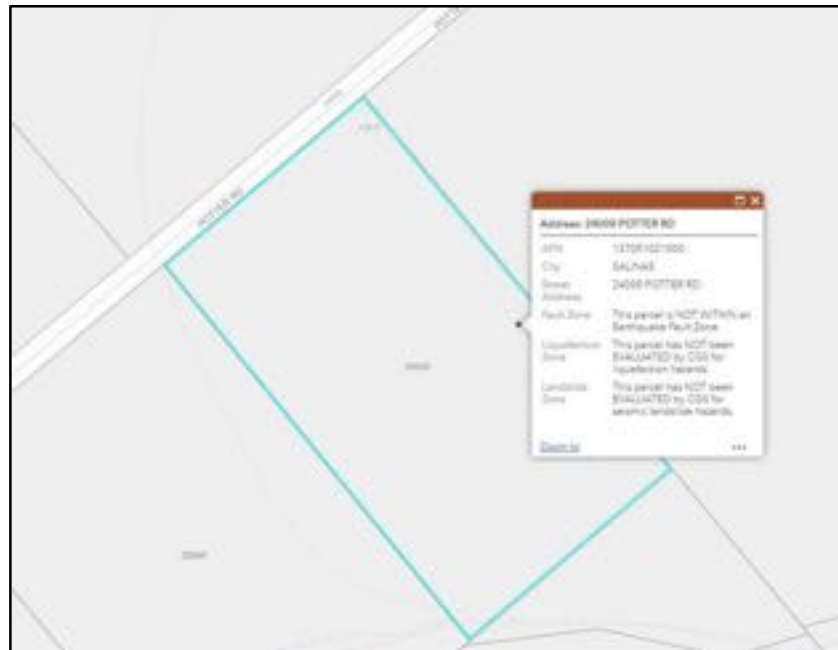 POTTER RD
Address: 24000 POTTER RD
APN
City SALINAS
Street Address 24000 POTTER RD
Fault Zone This parcel is NOT WITHIN an
Earthquake Fault Zone.
Liquefaction Zone This parcel has NOT been
EVALUATED by CGS for
liquefaction hazards.
Landslide Zone This parcel has NOT been
EVALUATED by CGS for
seismic landslide hazards.
Zoom to